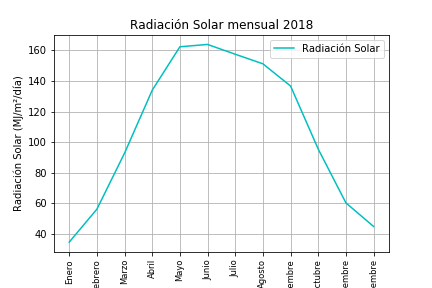 Radiación Solar mensual 2018
Radiación Solar
Radiación Solar (MJ/m²/día)
160
140
120
100
80
60
40
Enero
ebrero
Marzo
Abril
Mayo
Junio
Julio
Agosto
embre
ctubre
embre
embre